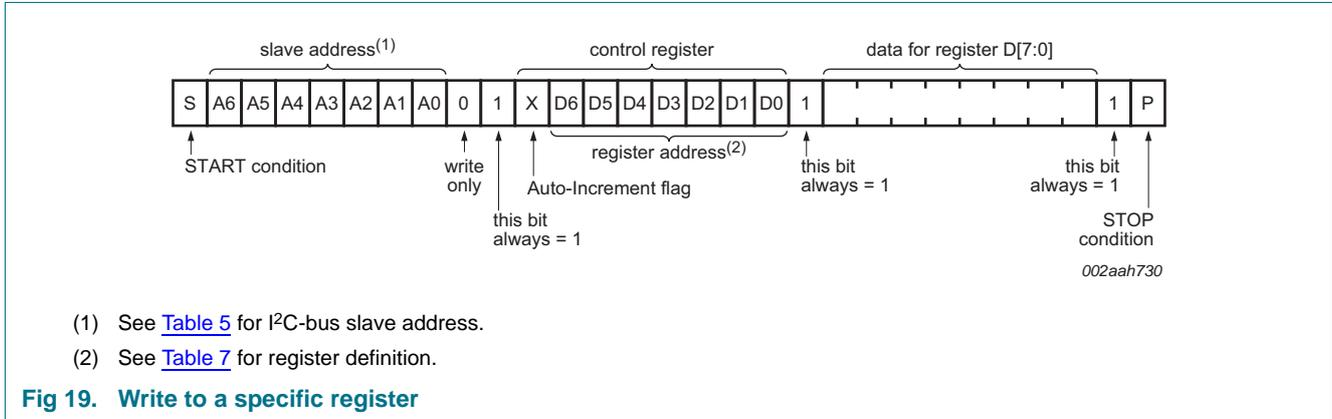 slave address(1) control register data for register D[7:0]
S A6 A5 A4 A3 A2 A1 A0 0 1 X D6 D5 D4 D3 D2 D1 D0 1 1 P
register address(2)
START condition write this bit this bit
only Auto-Increment flag always = 1 always = 1
this bit STOP
always = 1 condition
002aah730
(1) See Table 5 for I2C-bus slave address.
(2) See Table 7 for register definition.
Fig 19. Write to a specific register